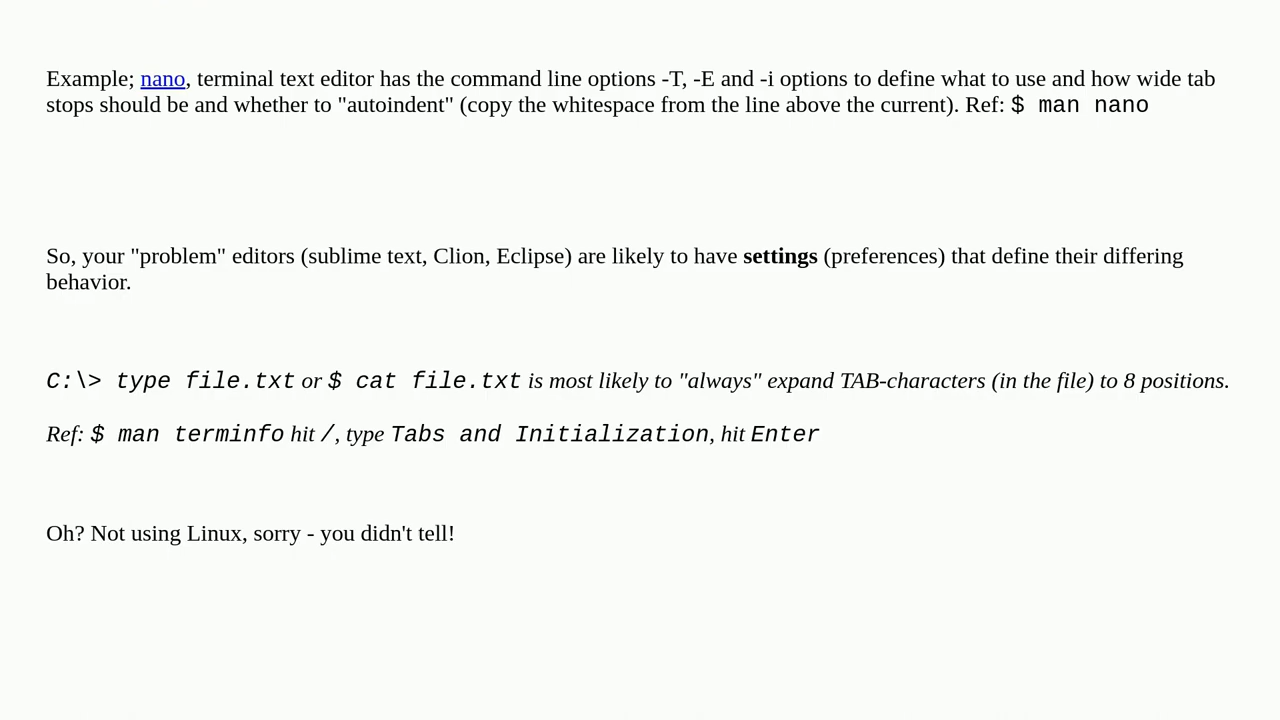 Example; nano, terminal text editor has the command line options -T, -E and -i options to define what to use and how wide tab
stops should be and whether to "autoindent" (copy the whitespace from the line above the current). Ref: $ man nano
So, your "problem" editors (sublime text, Clion, Eclipse) are likely to have settings (preferences) that define their differing
behavior.
C:\> type file.txt or $ cat file.txt is most likely to "always" expand TAB-characters (in the file) to 8 positions.
Ref: $ man terminfo hit /, type Tabs and Initialization, hit Enter
Oh? Not using Linux, sorry - you didn't tell!